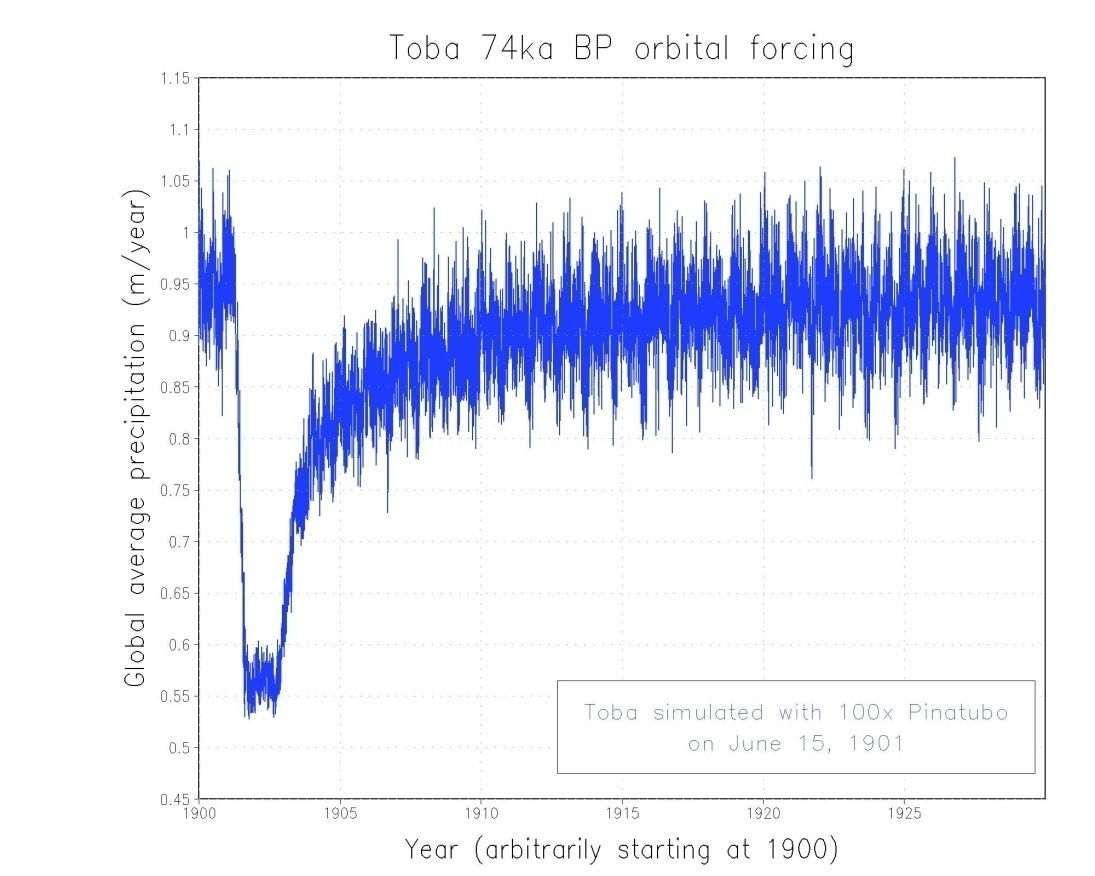 Toba 74ka BP orbital forcing
Global average precipitation (m/year)
1.15
1.1
1.05
1
0.95
0.9
0.85
0.8
0.75
0.7
0.65
0.6
0.55
0.5
0.45
Toba simulated with 100x Pinatubo
on June 15, 1901
1900 1905 1910 1915 1920 1925
Year (arbitrarily starting at 1900)